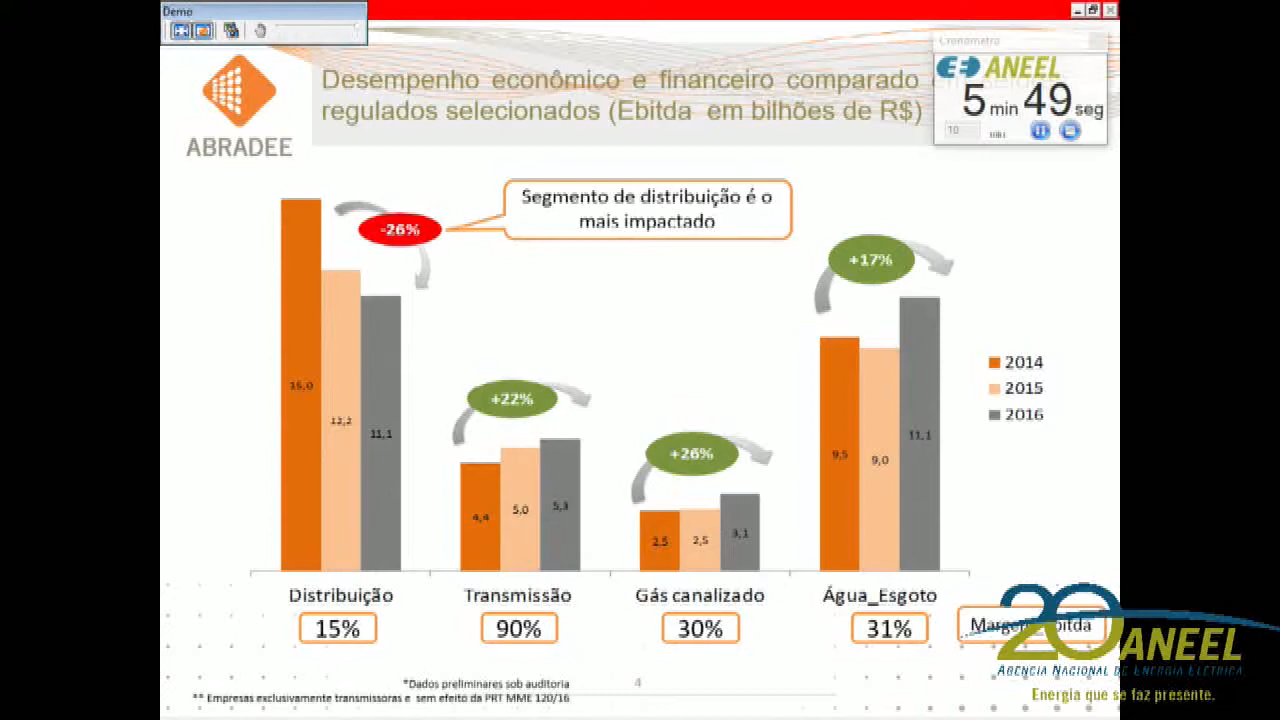 Demo
Cronometro
ANEEL
5 min 49 seg
10
min
ABRADEE
Desempenho econômico e financeiro comparado
regulados selecionados (Ebitda em bilhões de R$)
Segmento de distribuição é o
mais impactado
-26%
+22%
+26%
+17%
15,0
12,2
11,1
4,4
5,0
5,3
2,5
2,5
3,1
9,5
9,0
11,1
2014
2015
2016
Distribuição
Transmissão
Gás canalizado
Água_Esgoto
15%
90%
30%
31%
Margem Ebitda
*Dados preliminares sob auditoria
** Empresas exclusivamente transmissoras e sem efeito da PRT MME 120/16
4
20 ANEEL
AGÊNCIA NACIONAL DE ENERGIA ELÉTRICA
Energia que se faz presente.